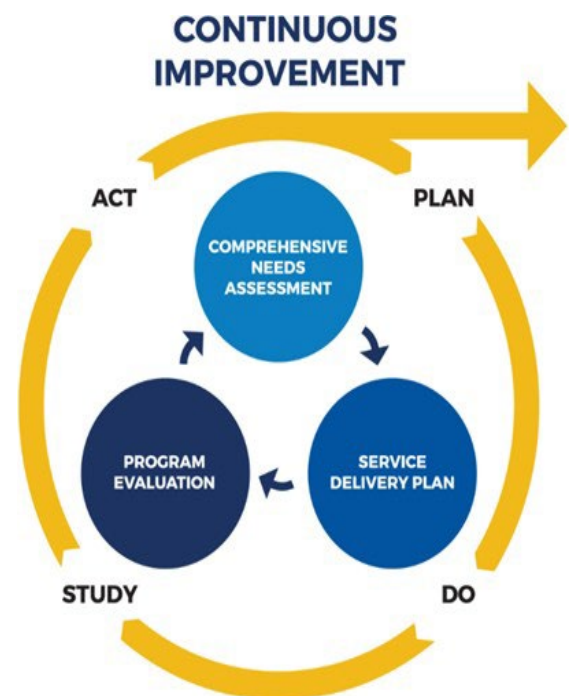 CONTINUOUS
IMPROVEMENT
ACT
PLAN
COMPREHENSIVE
NEEDS
ASSESSMENT
PROGRAM
EVALUATION
SERVICE
DELIVERY PLAN
STUDY
DO